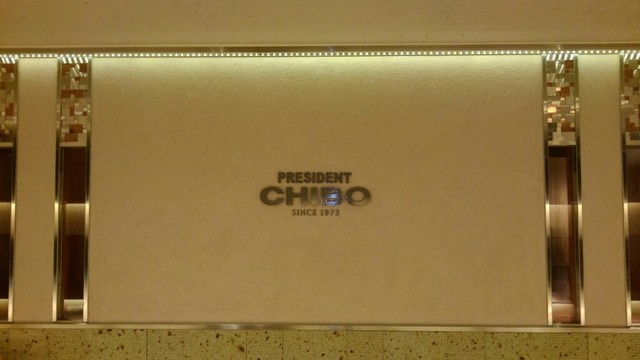 PRESIDENT
CHIBO
SINCE 1973